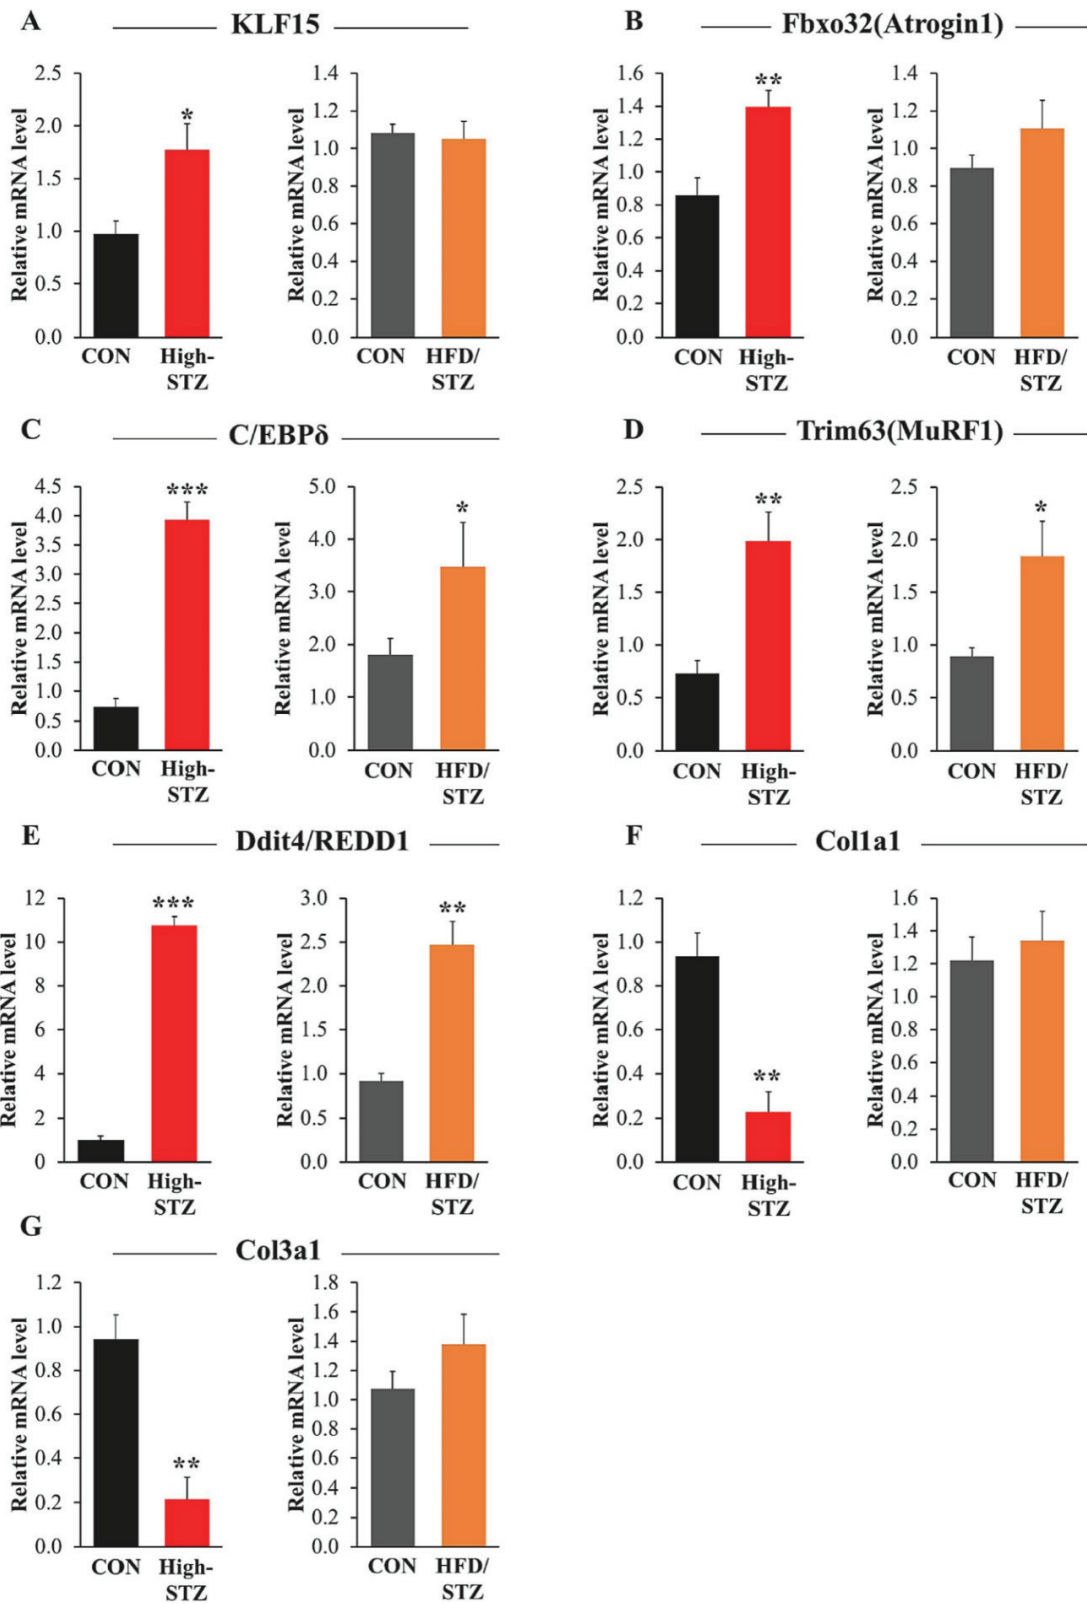 A KLF15
Relative mRNA level
2.5
2.0
1.5
1.0
0.5
0.0
*
CON High-
STZ
Relative mRNA level
1.4
1.2
1.0
0.8
0.6
0.4
0.2
0.0
CON HFD/
STZ
B Fbxo32(Atrogin1)
Relative mRNA level
1.6
1.4
1.2
1.0
0.8
0.6
0.4
0.2
0.0
**
CON High-
STZ
Relative mRNA level
1.4
1.2
1.0
0.8
0.6
0.4
0.2
0.0
CON HFD/
STZ
C C/EBPδ
Relative mRNA level
4.5
4.0
3.5
3.0
2.5
2.0
1.5
1.0
0.5
0.0
***
CON High-
STZ
Relative mRNA level
5.0
4.0
3.0
2.0
1.0
0.0
*
CON HFD/
STZ
D Trim63(MuRF1)
Relative mRNA level
2.5
2.0
1.5
1.0
0.5
0.0
**
CON High-
STZ
Relative mRNA level
2.5
2.0
1.5
1.0
0.5
0.0
*
CON HFD/
STZ
E Ddit4/REDD1
Relative mRNA level
12
10
8
6
4
2
0
***
CON High-
STZ
Relative mRNA level
3.0
2.5
2.0
1.5
1.0
0.5
0.0
**
CON HFD/
STZ
F Col1a1
Relative mRNA level
1.2
1.0
0.8
0.6
0.4
0.2
0.0
**
CON High-
STZ
Relative mRNA level
1.6
1.4
1.2
1.0
0.8
0.6
0.4
0.2
0.0
CON HFD/
STZ
G Col3a1
Relative mRNA level
1.2
1.0
0.8
0.6
0.4
0.2
0.0
**
CON High-
STZ
Relative mRNA level
1.8
1.6
1.4
1.2
1.0
0.8
0.6
0.4
0.2
0.0
CON HFD/
STZ